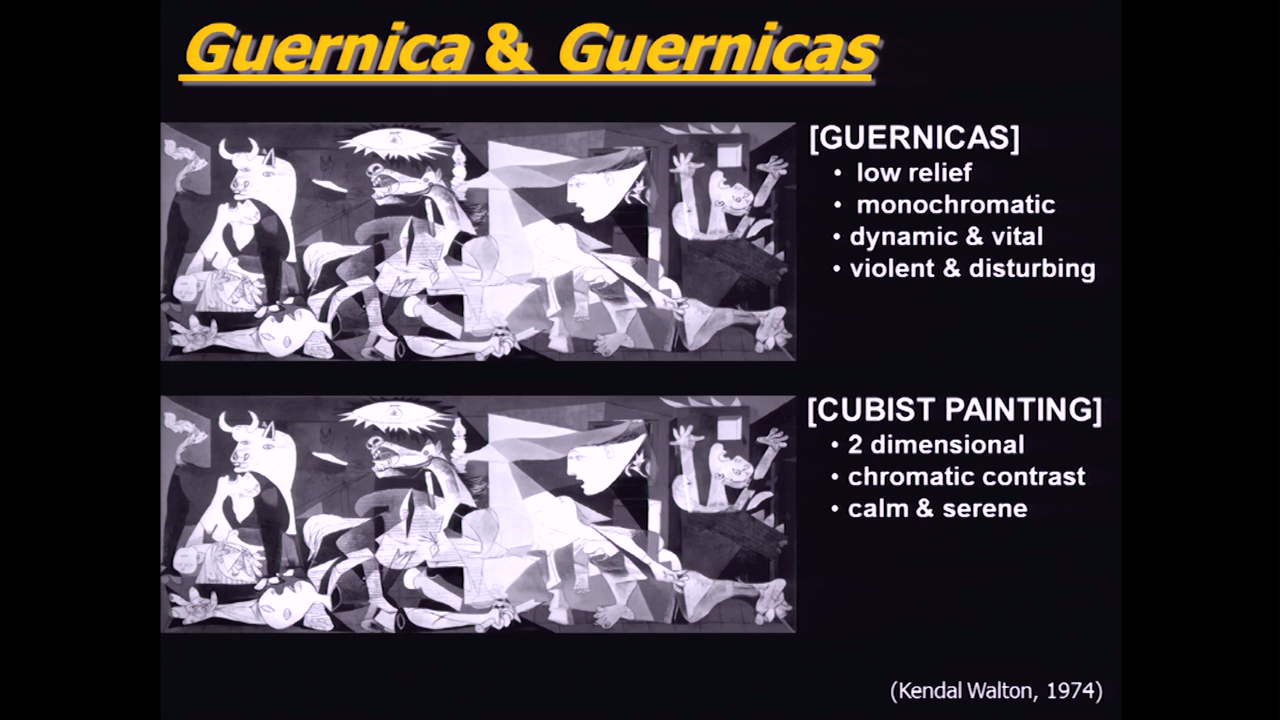 Guernica & Guernicas
[GUERNICAS]
• low relief
• monochromatic
• dynamic & vital
• violent & disturbing
[CUBIST PAINTING]
• 2 dimensional
• chromatic contrast
• calm & serene
(Kendal Walton, 1974)